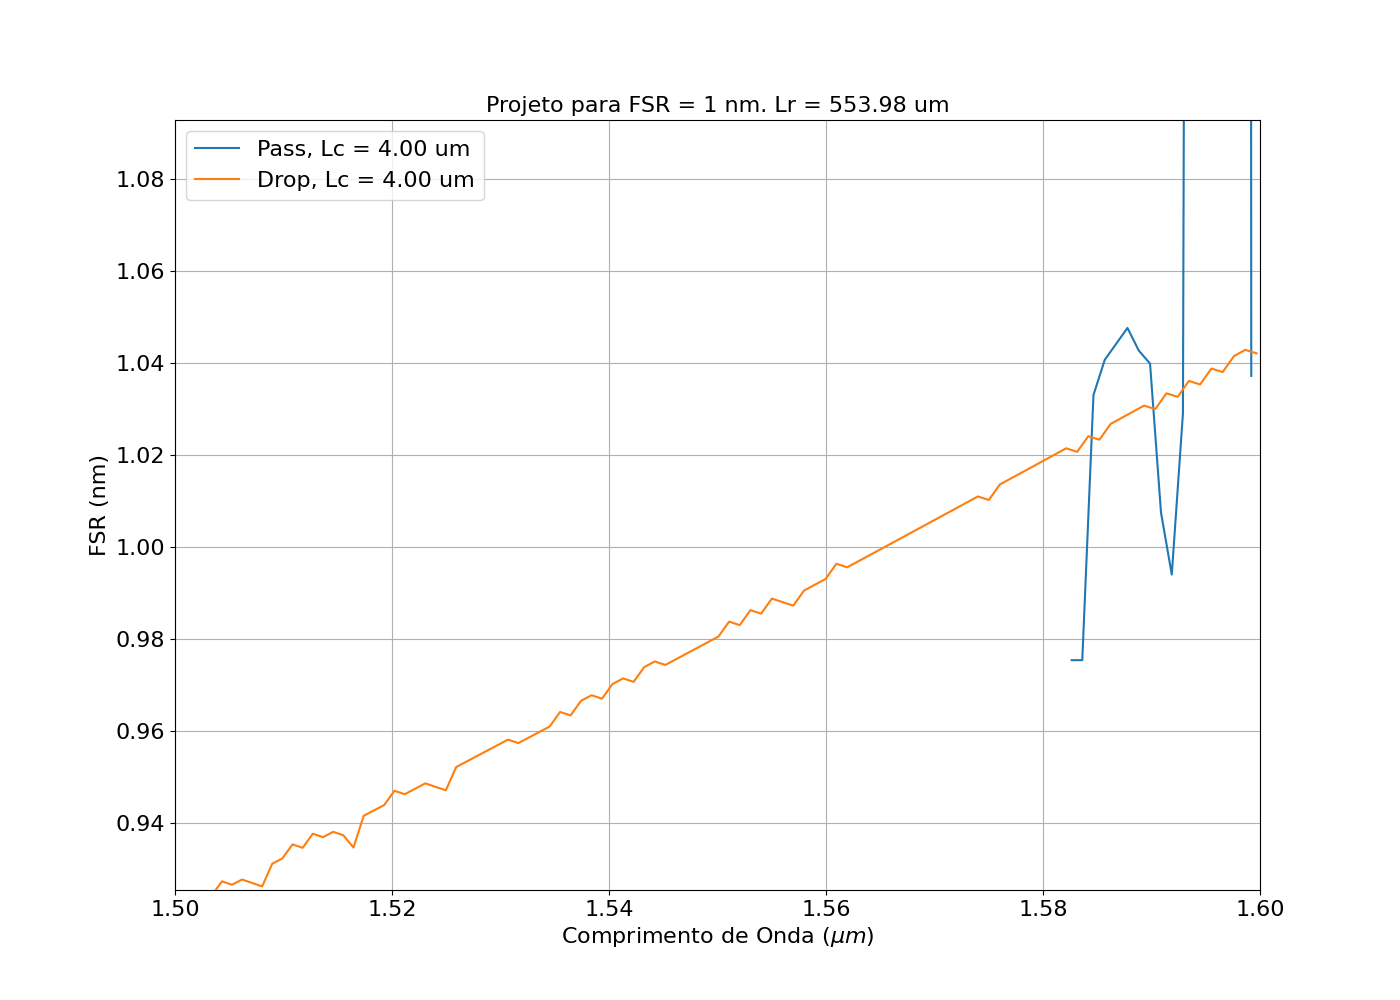 Projeto para FSR = 1 nm. Lr = 553.98 um
Pass, Lc = 4.00 um
Drop, Lc = 4.00 um
1.08
1.06
1.04
1.02
1.00
0.98
0.96
0.94
FSR (nm)
1.50 1.52 1.54 1.56 1.58 1.60
Comprimento de Onda (μm)